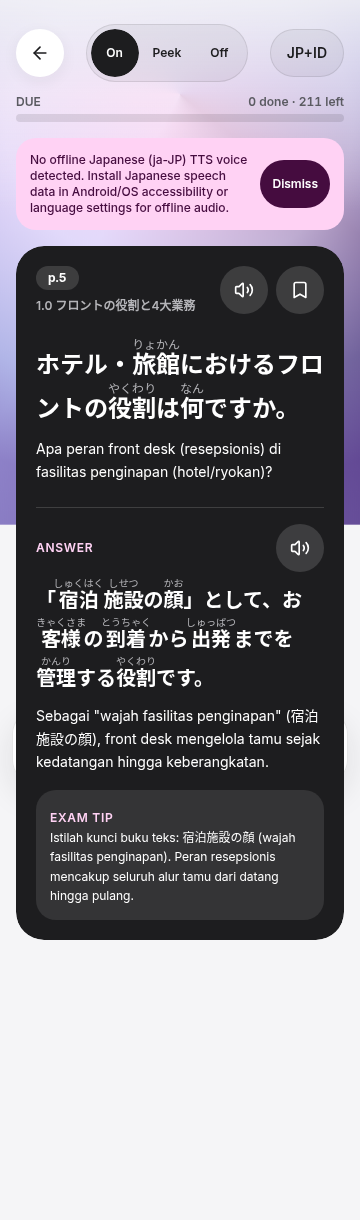 On Peek Off JP+ID
DUE 0 done · 211 left
No offline Japanese (ja-JP) TTS voice
detected. Install Japanese speech
data in Android/OS accessibility or
language settings for offline audio.
Dismiss
p.5
1.0 フロントの役割と4大業務
りょかん
ホテル・旅館におけるフロ
やくわり なん
ントの役割は何ですか。
Apa peran front desk (resepsionis) di
fasilitas penginapan (hotel/ryokan)?
ANSWER
しゅくはく しせつ かお
「宿泊施設の顔」として、お
きゃくさま とうちゃく しゅっぱつ
客様の到着から出発までを
かんり やくわり
管理する役割です。
Sebagai "wajah fasilitas penginapan" (宿泊
施設の顔), front desk mengelola tamu sejak
kedatangan hingga keberangkatan.
EXAM TIP
Istilah kunci buku teks: 宿泊施設の顔 (wajah
fasilitas penginapan). Peran resepsionis
mencakup seluruh alur tamu dari datang
hingga pulang.